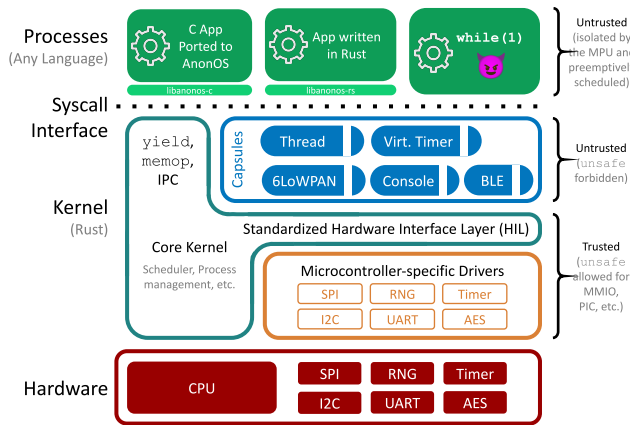 Processes
(Any Language)
C App
Ported to
AnonOS
libanonos-c
App written
in Rust
libanonos-rs
while(1)
Untrusted
(isolated by
the MPU and
preemptively
scheduled)
Syscall
Interface
Kernel
(Rust)
yield,
memop,
IPC
Core Kernel
Scheduler, Process
management, etc.
Capsules
Thread
Virt. Timer
6LoWPAN
Console
BLE
Untrusted
(unsafe
forbidden)
Standardized Hardware Interface Layer (HIL)
Microcontroller-specific Drivers
SPI
RNG
Timer
I2C
UART
AES
Trusted
(unsafe
allowed for
MMIO,
PIC, etc.)
Hardware
CPU
SPI
RNG
Timer
I2C
UART
AES